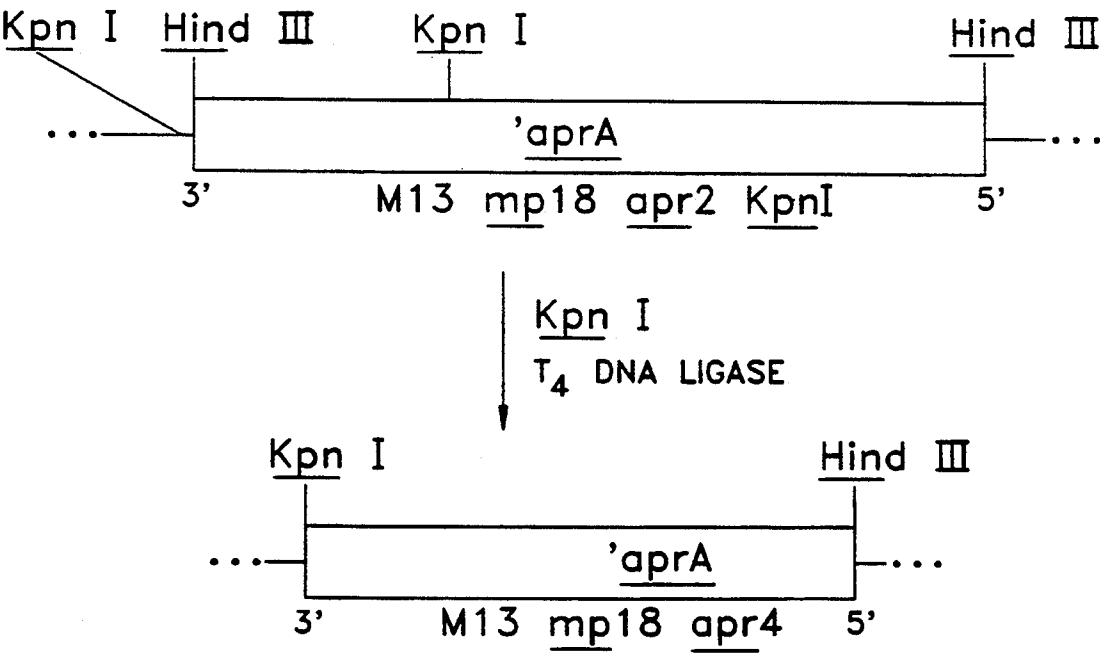 Kpn I Hind III Kpn I Hind III
'aprA
3' 5'
M13 mp18 apr2 KpnI
Kpn I
T4 DNA LIGASE
Kpn I Hind III
'aprA
3' 5'
M13 mp18 apr4